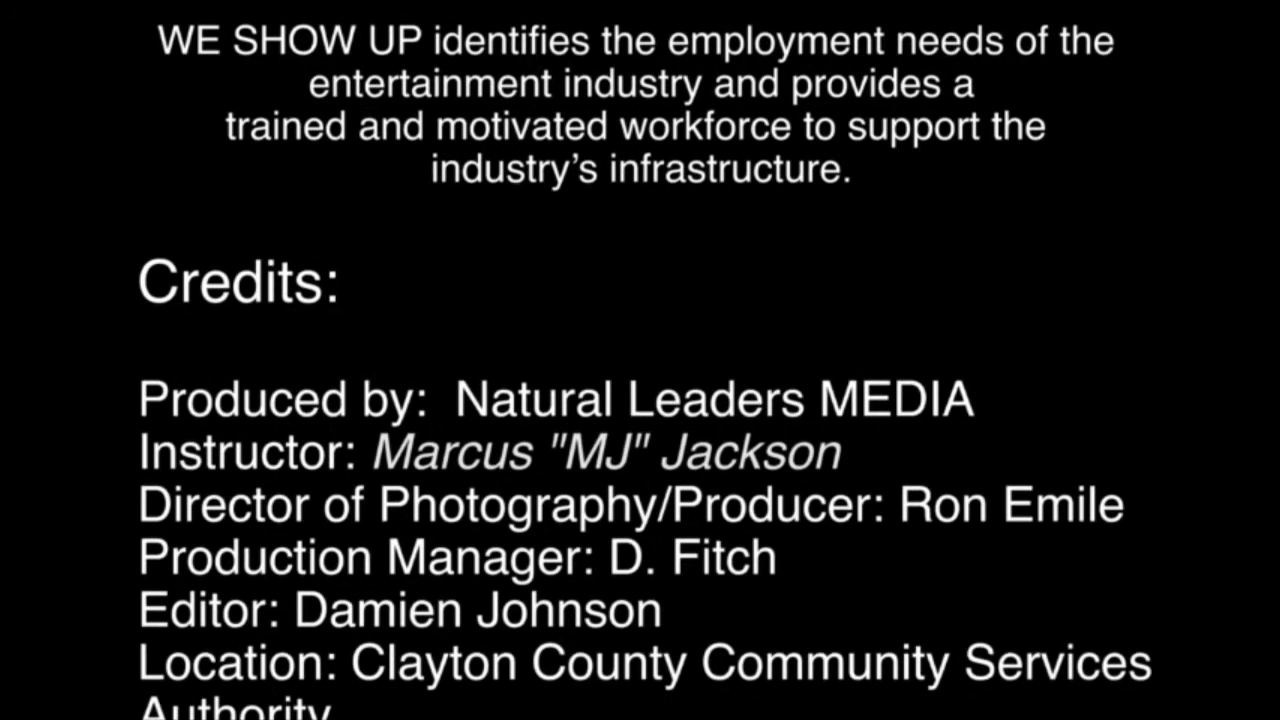 WE SHOW UP identifies the employment needs of the
entertainment industry and provides a
trained and motivated workforce to support the
industry’s infrastructure.
Credits:
Produced by:  Natural Leaders MEDIA
Instructor: Marcus "MJ" Jackson
Director of Photography/Producer: Ron Emile
Production Manager: D. Fitch
Editor: Damien Johnson
Location: Clayton County Community Services
Authority